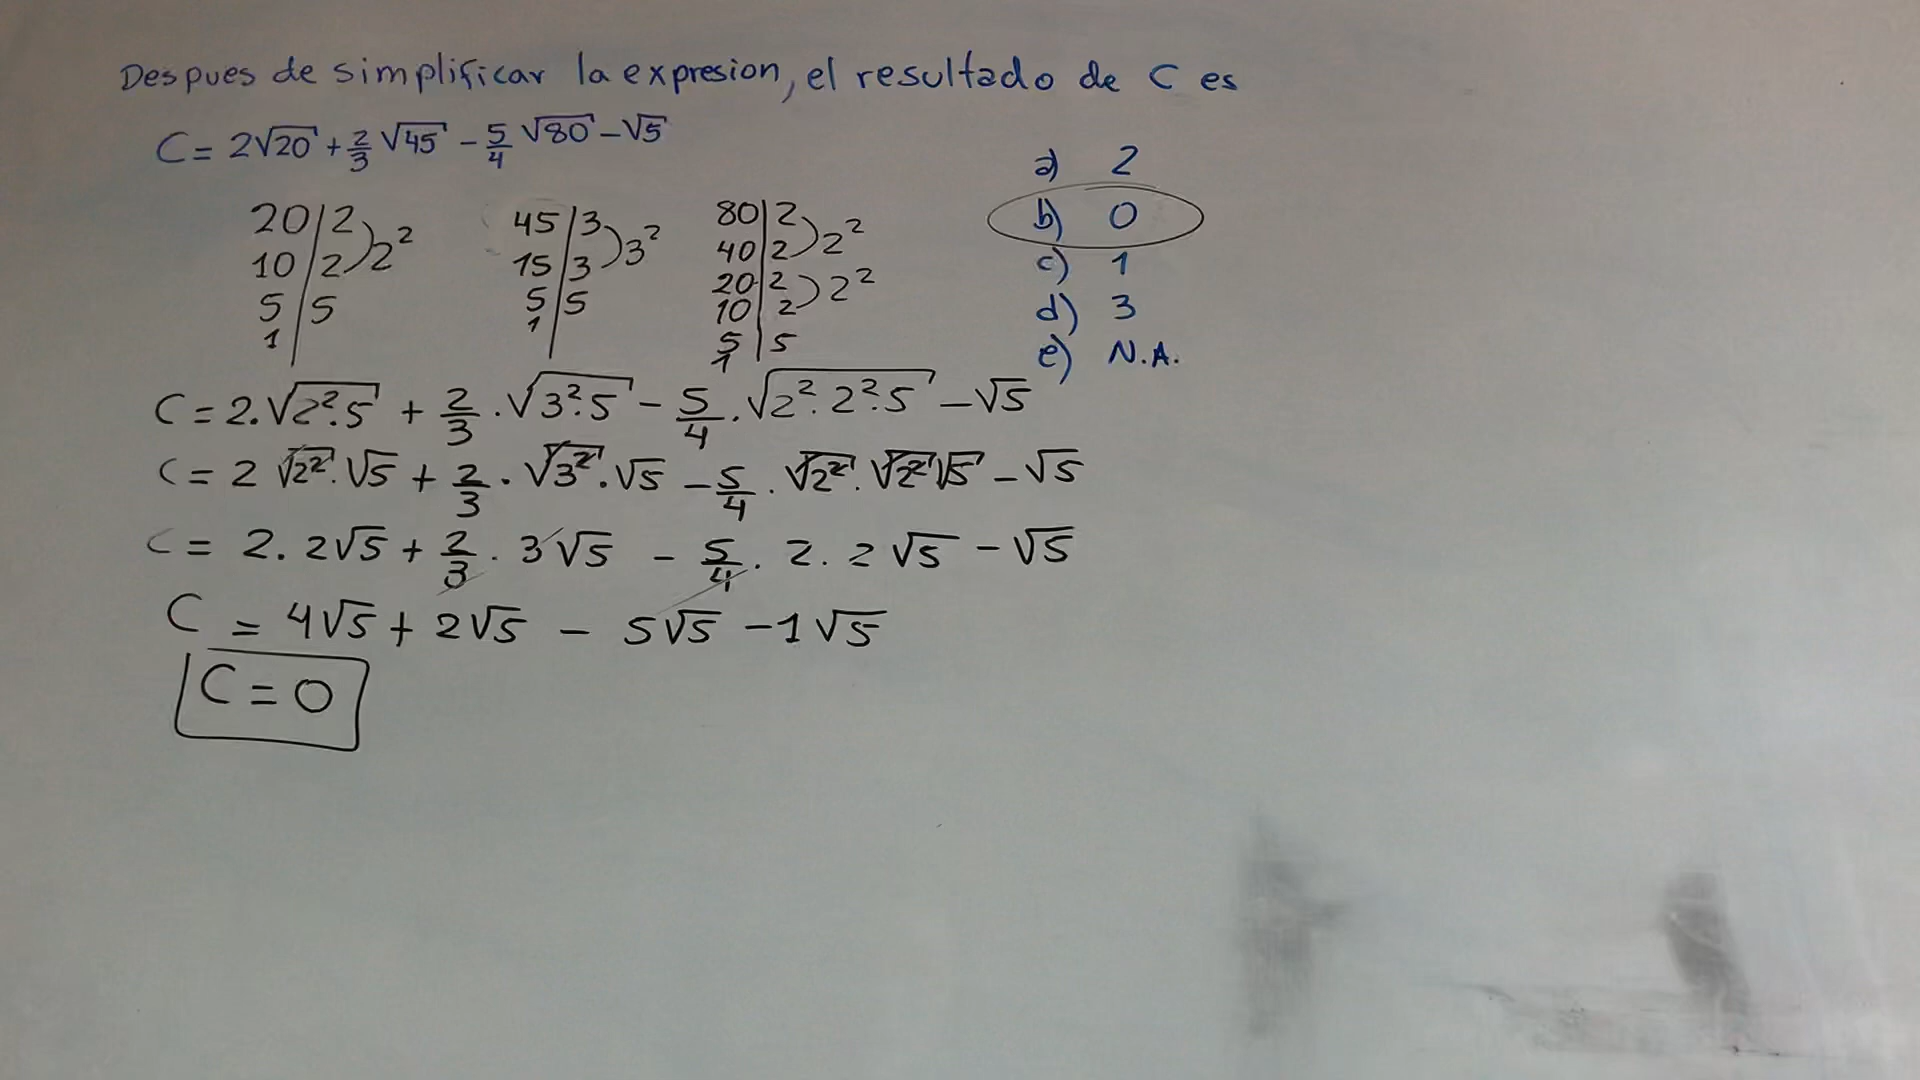 Despues de simplificar la expresion, el resultado de C es
C = 2√20 + 2/3 √45 - 5/4 √80 - √5
20 | 2
10 | 2 ) 2²
5 | 5
1
45 | 3
15 | 3 ) 3²
5 | 5
1
80 | 2
40 | 2 ) 2²
20 | 2
10 | 2 ) 2²
5 | 5
1
a) 2
b) 0
c) 1
d) 3
e) N.A.
C = 2.√2².5 + 2/3 . √3².5 - 5/4 . √2².2².5 - √5
C = 2 √2² . √5 + 2/3 . √3² . √5 - 5/4 . √2² . √2² √5 - √5
C = 2 . 2√5 + 2/3 . 3√5 - 5/4 . 2 . 2√5 - √5
C = 4√5 + 2√5 - 5√5 - 1√5
C = 0